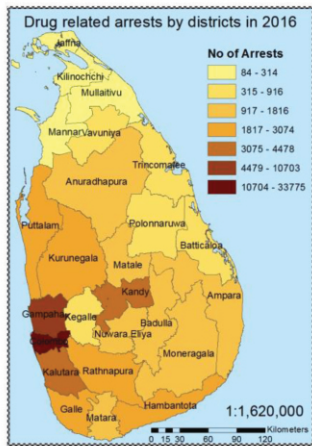 Drug related arrests by districts in 2016
No of Arrests
84 - 314
315 - 916
917 - 1816
1817 - 3074
3075 - 4478
4479 - 10703
10704 - 33775
Jaffna
Kilinochchi
Mullaitivu
Mannar
Vavuniya
Trincomalee
Anuradhapura
Puttalam
Polonnaruwa
Batticaloa
Kurunegala
Matale
Kandy
Ampara
Gampaha
Kegalle
Badulla
Nuwara Eliya
Colombo
Moneragala
Kalutara
Rathnapura
Galle
Matara
Hambantota
1:1,620,000
Kilometers
0 15 30 60 90 120